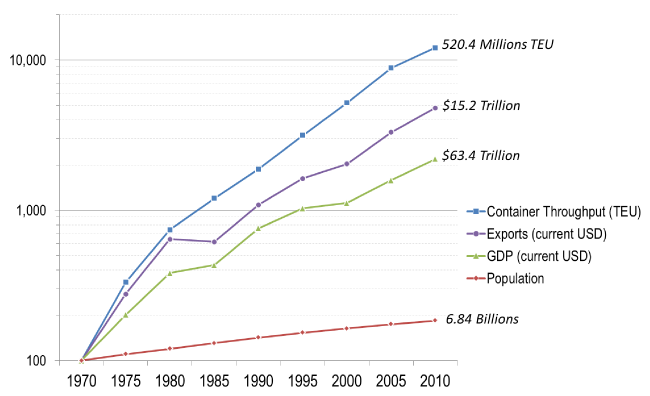 520.4 Millions TEU
10,000
$15.2 Trillion
$63.4 Trillion
1,000
Container Throughput (TEU)
Exports (current USD)
GDP (current USD)
Population
6.84 Billions
100
1970 1975 1980 1985 1990 1995 2000 2005 2010